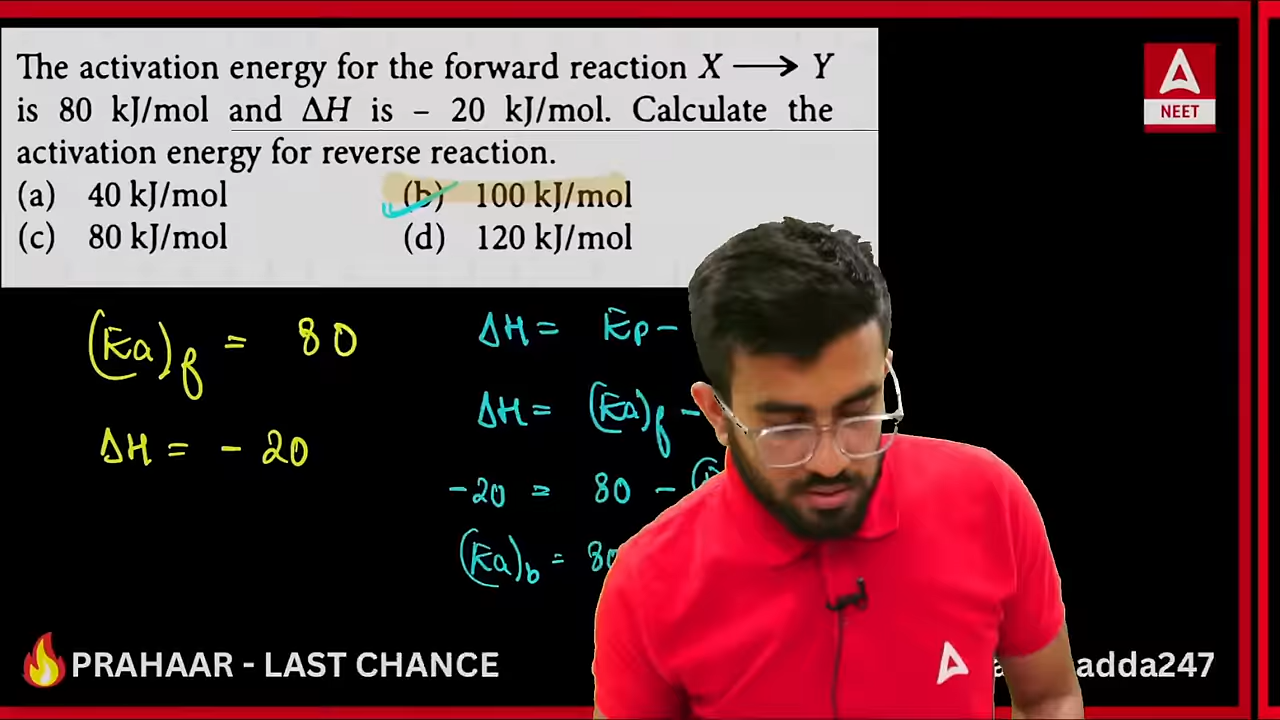 The activation energy for the forward reaction X ⟶ Y
is 80 kJ/mol and ΔH is – 20 kJ/mol. Calculate the
activation energy for reverse reaction.
(a) 40 kJ/mol (b) 100 kJ/mol
(c) 80 kJ/mol (d) 120 kJ/mol
NEET
(Ea)f = 80
ΔH = - 20
ΔH = Ep -
ΔH = (Ea)f -
-20 = 80 -
(Ea)b = 80
PRAHAAR - LAST CHANCE
adda247